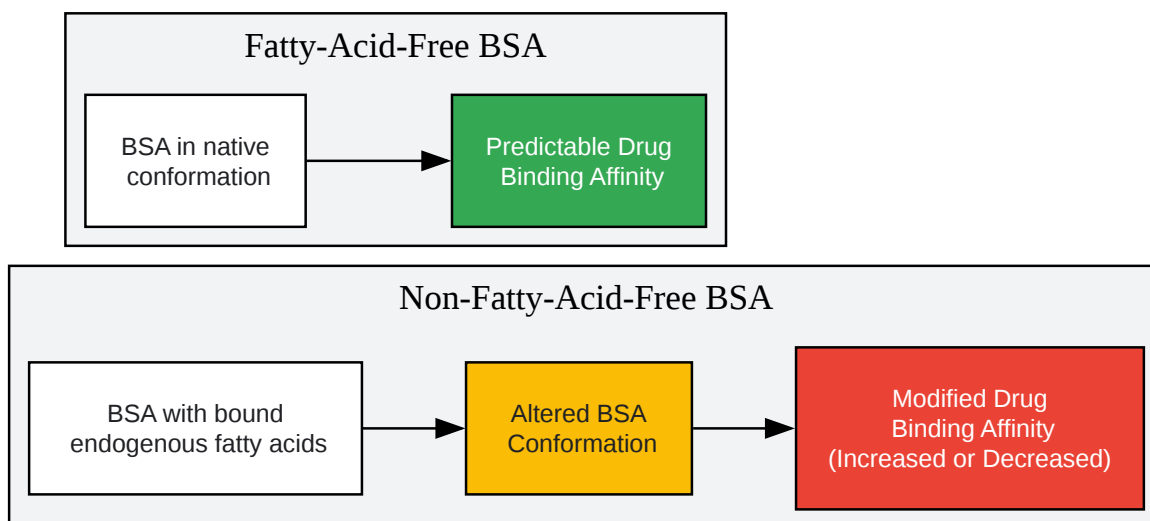 Fatty-Acid-Free BSA
BSA in native
conformation
Predictable Drug
Binding Affinity
Non-Fatty-Acid-Free BSA
BSA with bound
endogenous fatty acids
Altered BSA
Conformation
Modified Drug
Binding Affinity
(Increased or Decreased)